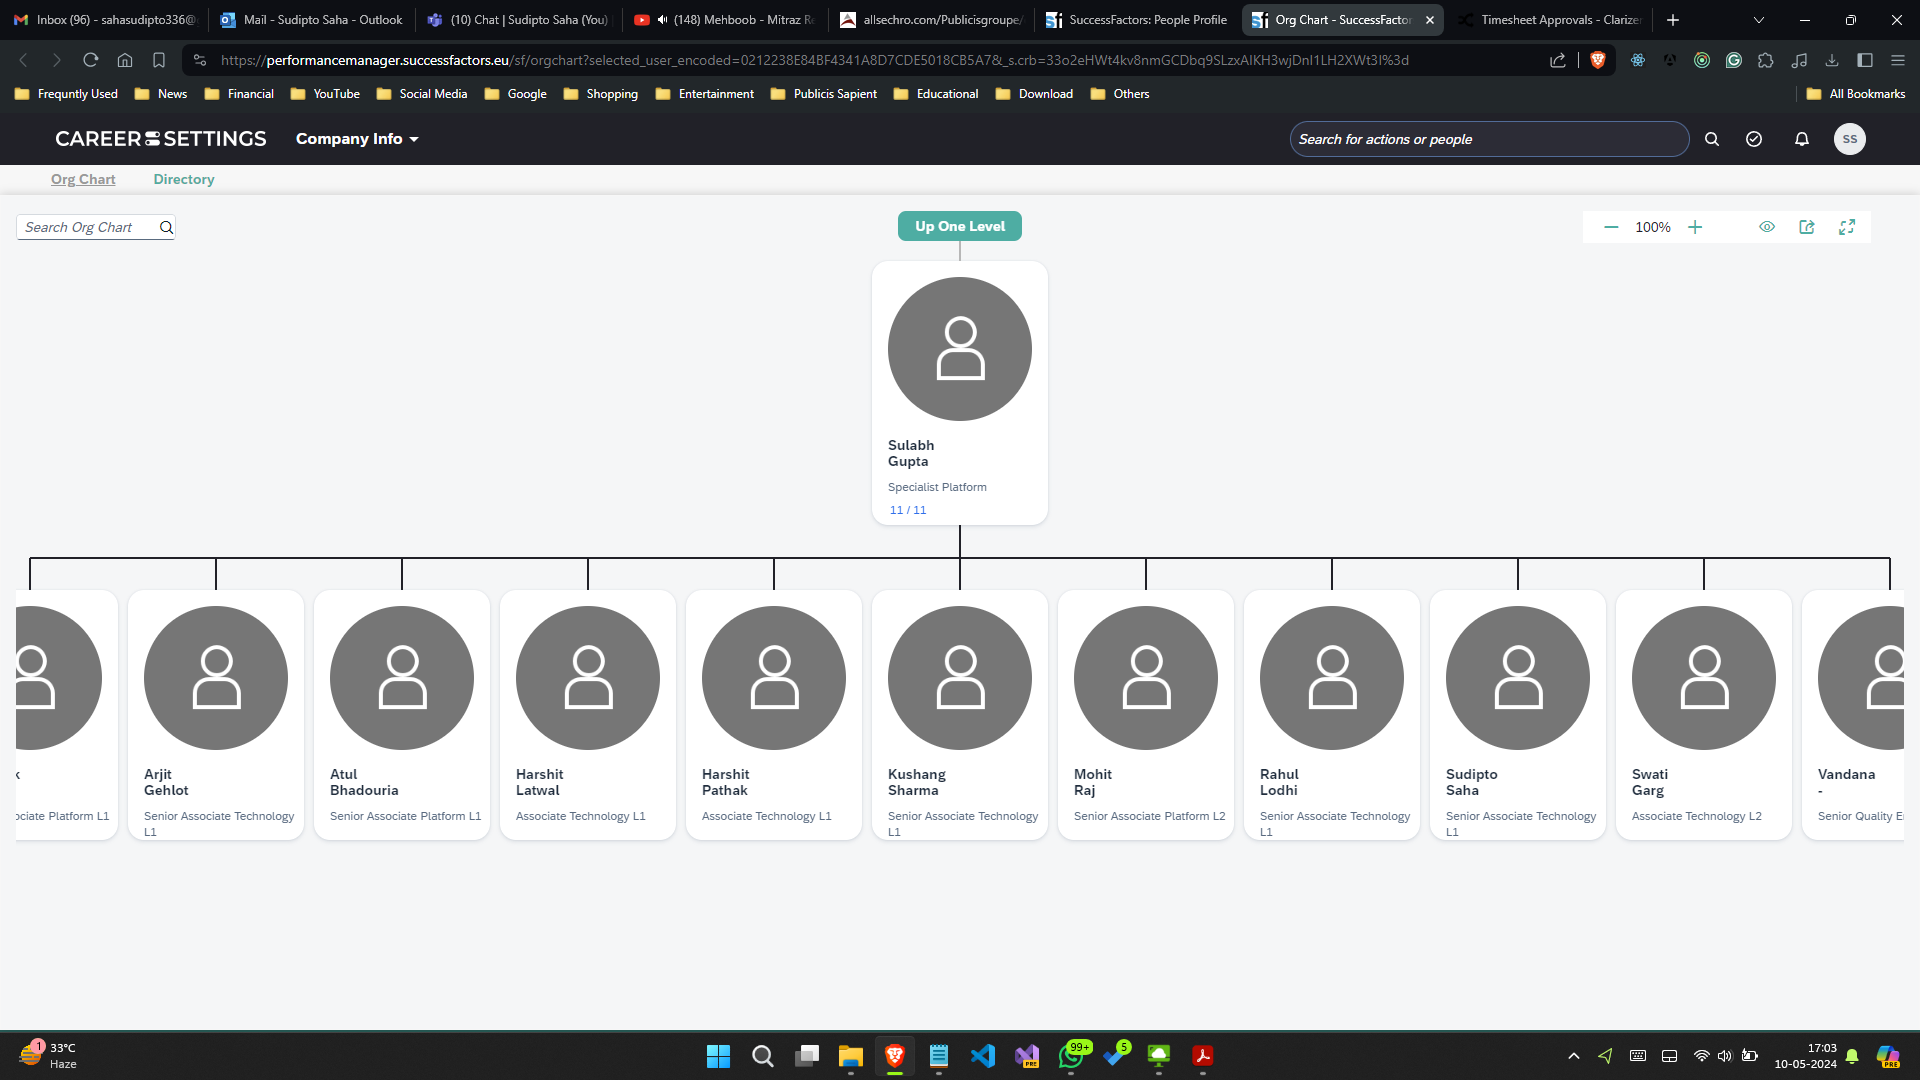 Inbox (96) - sahasudipto336@
Mail - Sudipto Saha - Outlook
(10) Chat | Sudipto Saha (You)
(148) Mehboob - Mitraz Re
allsechro.com/Publicisgroupe/
SuccessFactors: People Profile
Org Chart - SuccessFactor
Timesheet Approvals - Clarizen
https://performancemanager.successfactors.eu/sf/orgchart?selected_user_encoded=0212238E84BF4341A8D7CDE5018CB5A7&_s.crb=33o2eHWt4kv8nmGCDbq9SLzxAIKH3wjDnI1LH2XWt3I%3d
Frequntly Used
News
Financial
YouTube
Social Media
Google
Shopping
Entertainment
Publicis Sapient
Educational
Download
Others
All Bookmarks
CAREER SETTINGS
Company Info
Search for actions or people
SS
Org Chart
Directory
Search Org Chart
Up One Level
100%
Sulabh
Gupta
Specialist Platform
11 / 11
k
ociate Platform L1
Arjit
Gehlot
Senior Associate Technology
L1
Atul
Bhadouria
Senior Associate Platform L1
Harshit
Latwal
Associate Technology L1
Harshit
Pathak
Associate Technology L1
Kushang
Sharma
Senior Associate Technology
L1
Mohit
Raj
Senior Associate Platform L2
Rahul
Lodhi
Senior Associate Technology
L1
Sudipto
Saha
Senior Associate Technology
L1
Swati
Garg
Associate Technology L2
Vandana
-
Senior Quality E
1
33°C
Haze
PRE
99+
5
17:03
10-05-2024
PRE